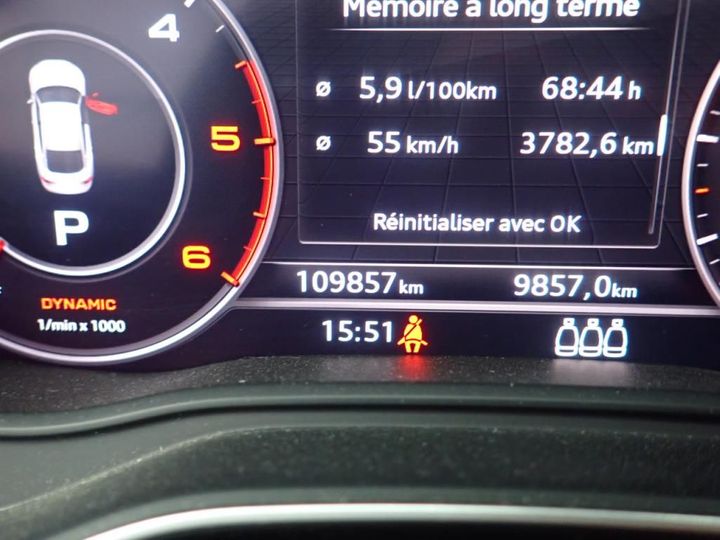 Mémoire à long terme
4
ø 5,9 l/100km 68:44 h
5
ø 55 km/h 3782,6 km
P
Réinitialiser avec OK
6
109857 km 9857,0 km
DYNAMIC
1/min x 1000
15:51